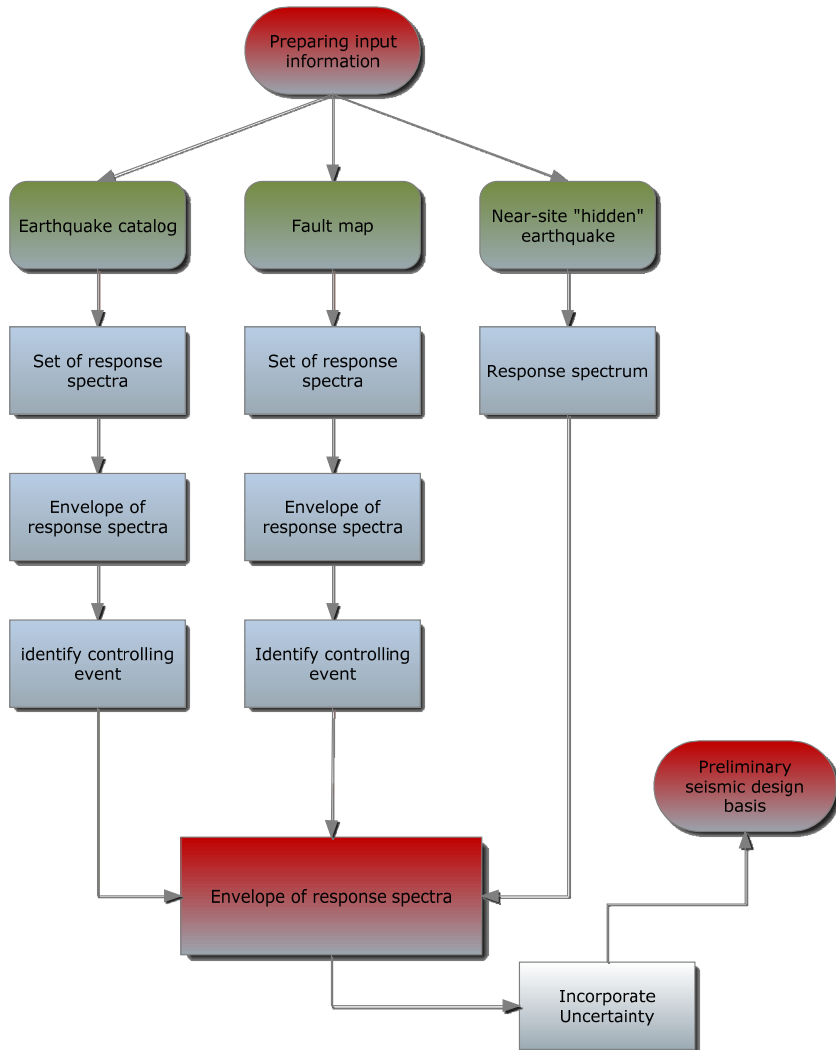 Preparing input
information
Earthquake catalog
Fault map
Near-site "hidden"
earthquake
Set of response
spectra
Set of response
spectra
Response spectrum
Envelope of
response spectra
Envelope of
response spectra
identify controlling
event
Identify controlling
event
Preliminary
seismic design
basis
Envelope of response spectra
Incorporate
Uncertainty